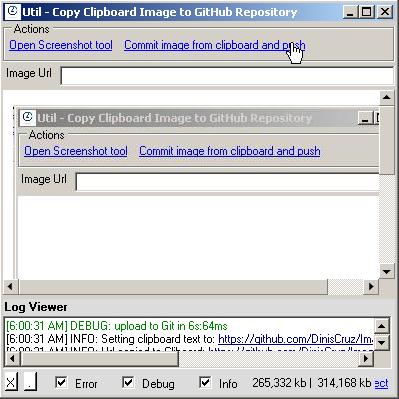 Util - Copy Clipboard Image to GitHub Repository
Actions
Open Screenshot tool Commit image from clipboard and push
Image Url
Util - Copy Clipboard Image to GitHub Repository
Actions
Open Screenshot tool Commit image from clipboard and push
Image Url
Log Viewer
[6:00:31 AM] DEBUG: upload to Git in 6s:64ms
[6:00:31 AM] INFO: Setting clipboard text to: https://github.com/DinisCruz/Ima
[6:00:31 AM] INFO:
X . Error Debug Info 265,332 kb | 314,168 kb ect